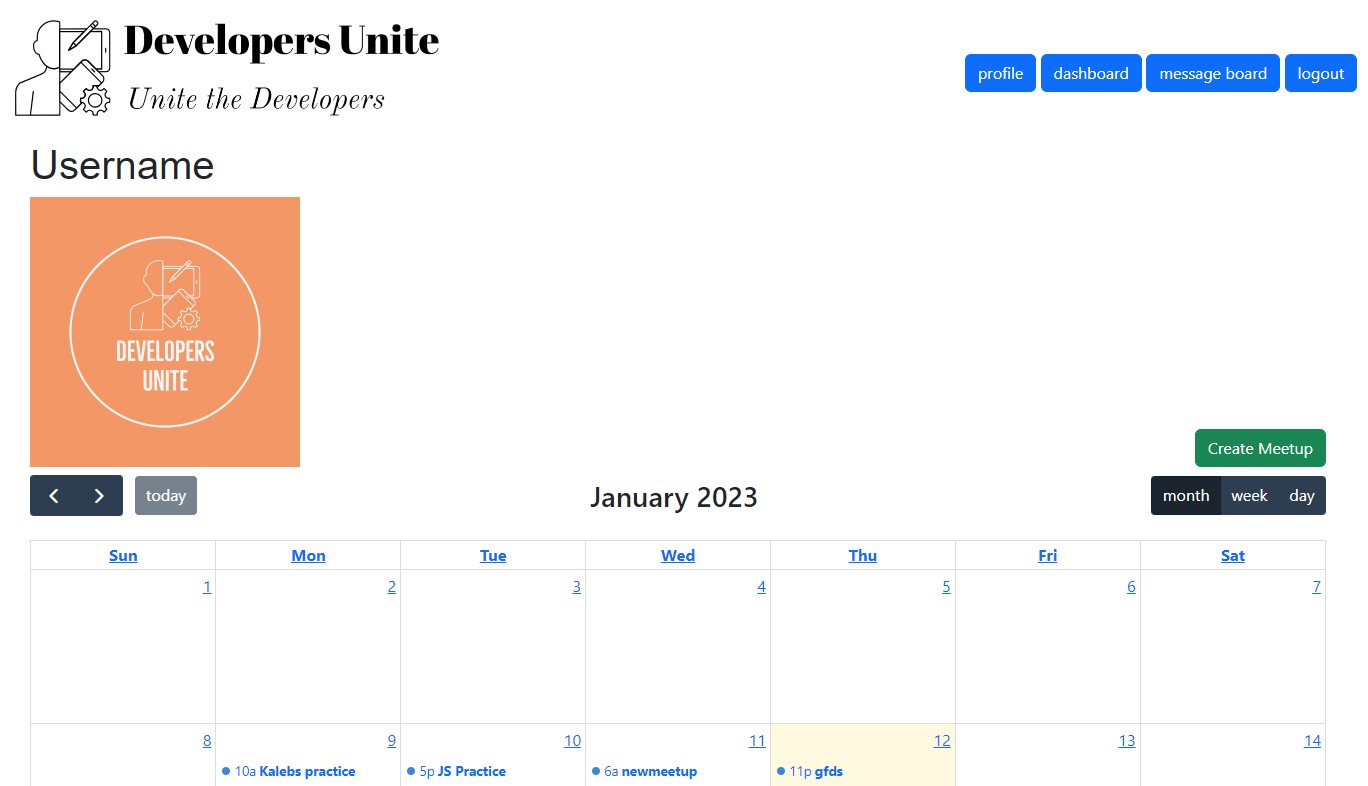 Developers Unite
Unite the Developers
profile dashboard message board logout
Username
DEVELOPERS
UNITE
Create Meetup
today January 2023 month week day
Sun Mon Tue Wed Thu Fri Sat
1 2 3 4 5 6 7
8 9 10 11 12 13 14
10a Kalebs practice 5p JS Practice 6a newmeetup 11p gfds